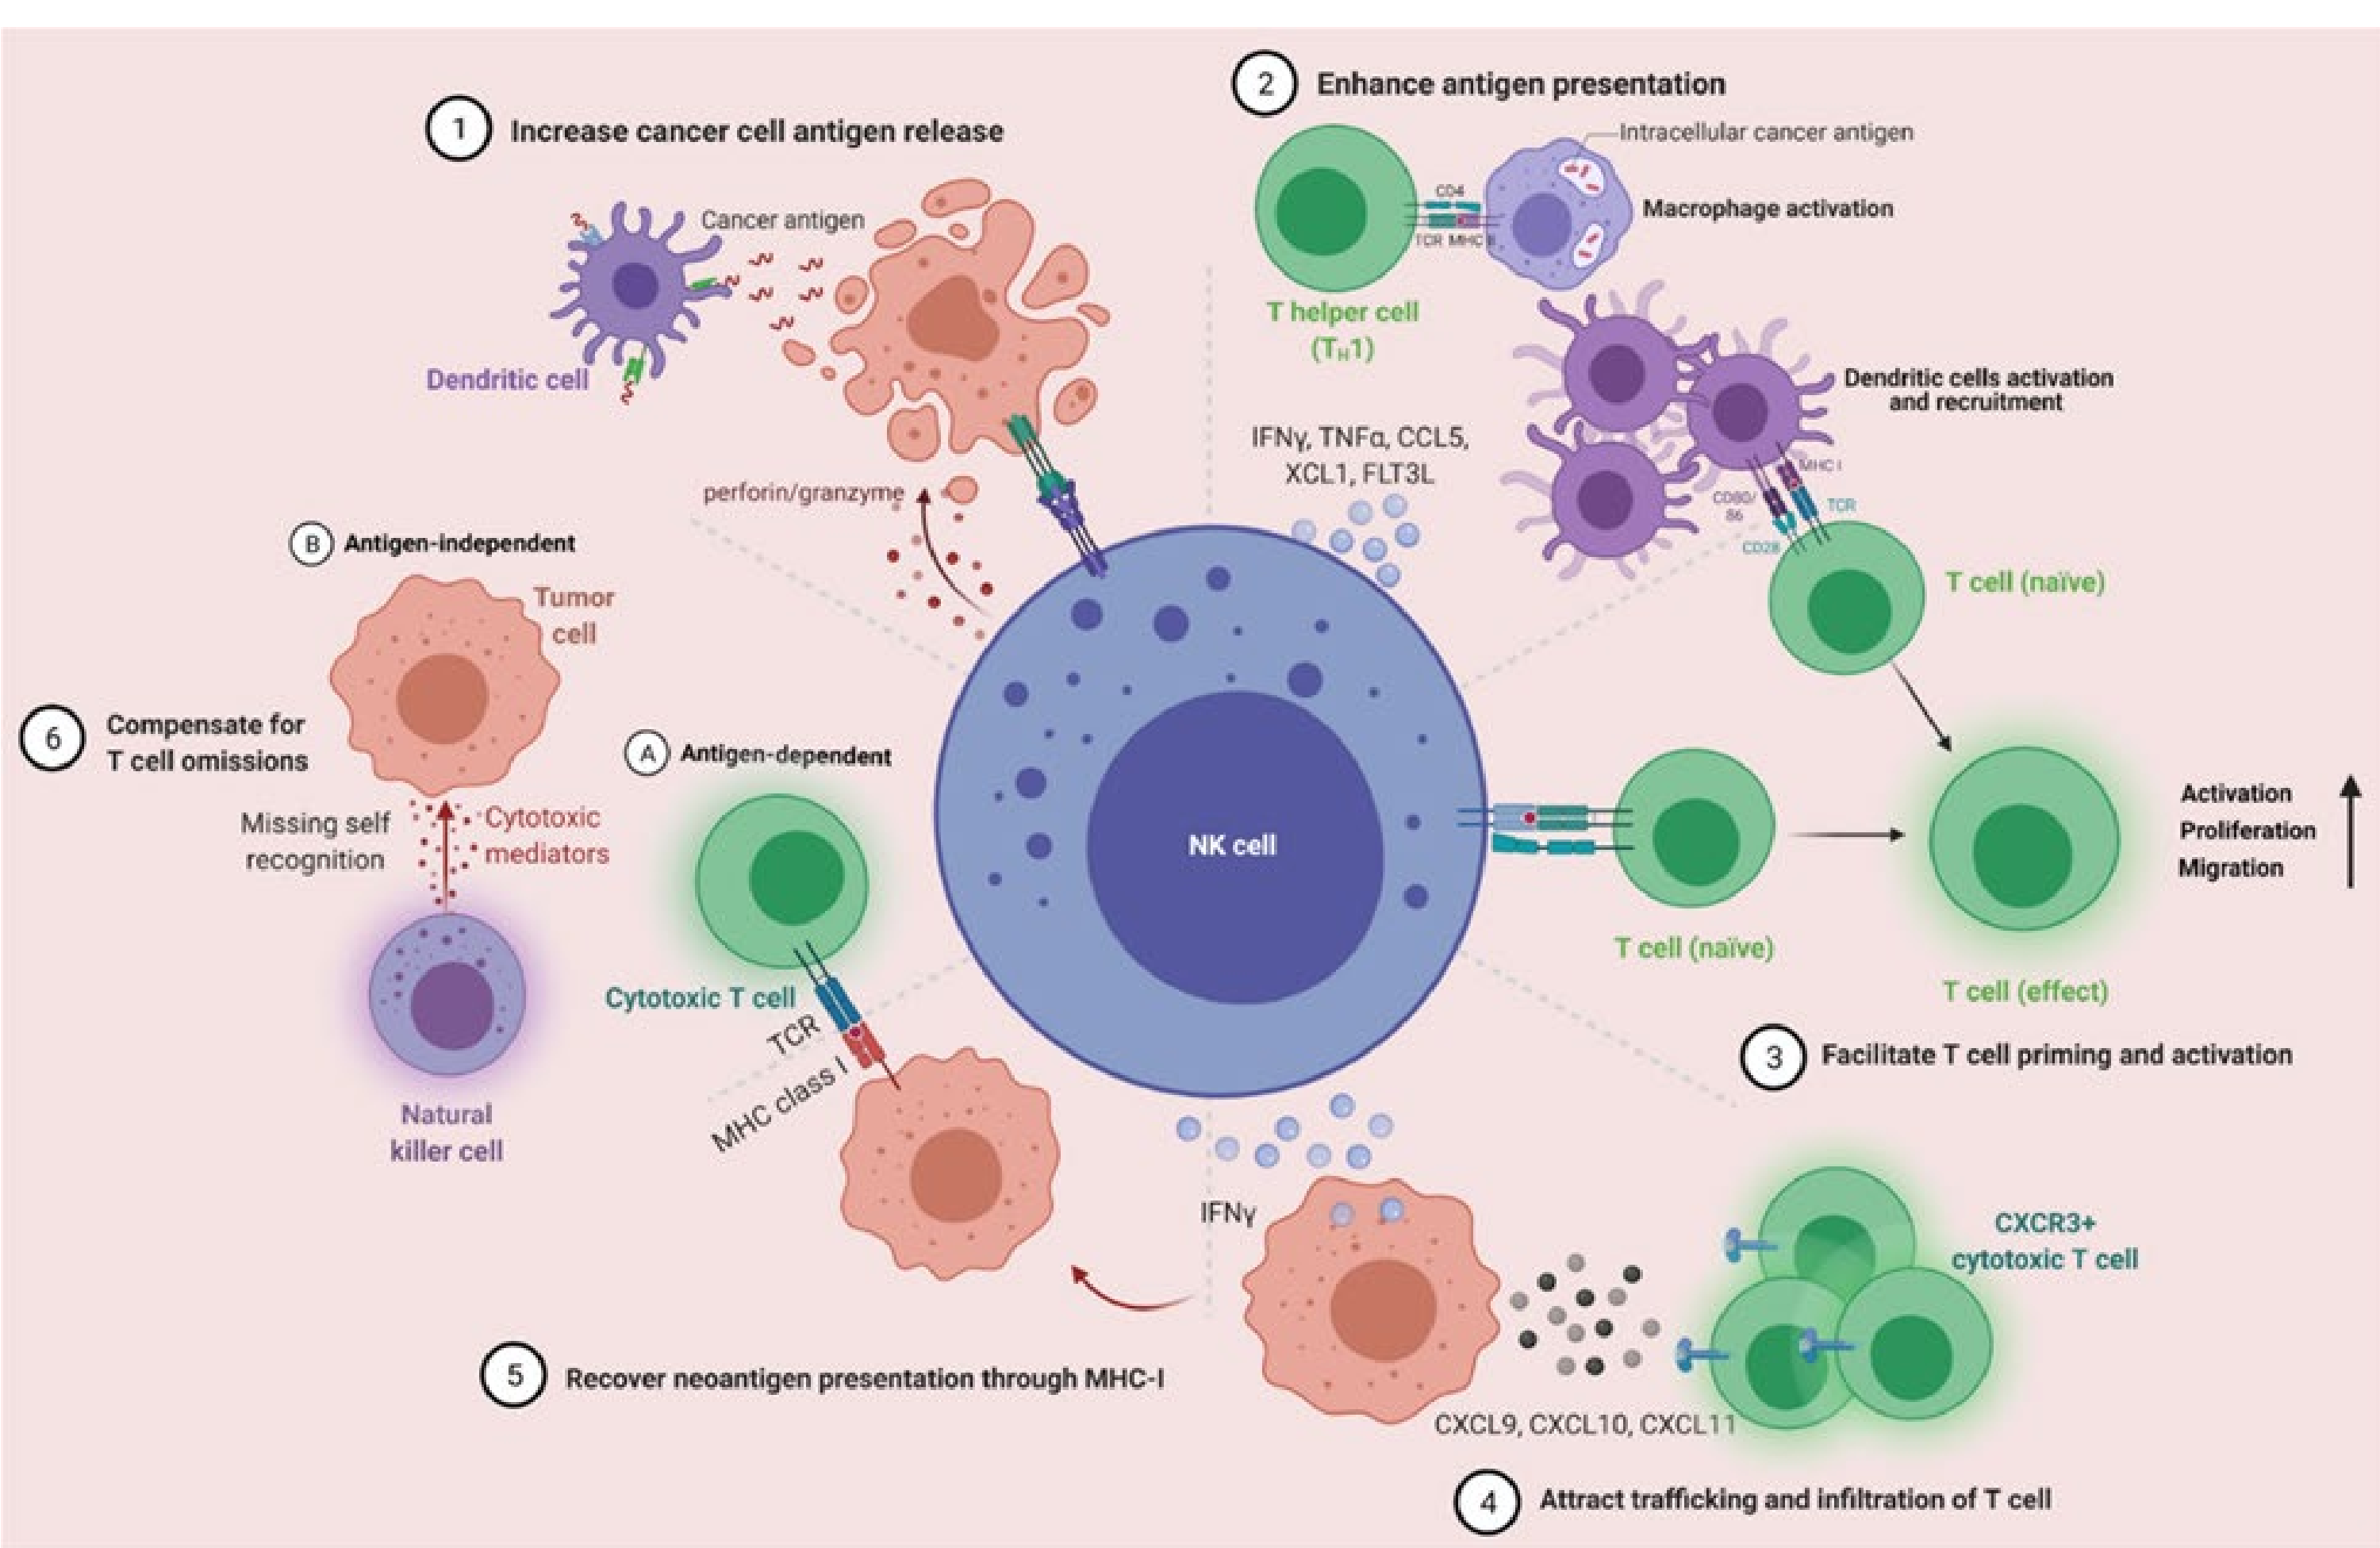 1
Increase cancer cell antigen release
Cancer antigen
Dendritic cell
perforin/granzyme
2
Enhance antigen presentation
Intracellular cancer antigen
CD4
TCR MHC II
Macrophage activation
T helper cell
(TH1)
IFNγ, TNFα, CCL5,
XCL1, FLT3L
Dendritic cells activation
and recruitment
MHC I
CD80/
86
TCR
CD28
T cell (naïve)
NK cell
T cell (naïve)
T cell (effect)
Activation
Proliferation
Migration
3
Facilitate T cell priming and activation
IFNγ
CXCL9, CXCL10, CXCL11
CXCR3+
cytotoxic T cell
4
Attract trafficking and infiltration of T cell
5
Recover neoantigen presentation through MHC-I
6
Compensate for
T cell omissions
A
Antigen-dependent
Cytotoxic T cell
TCR
MHC class I
B
Antigen-independent
Tumor
cell
Missing self
recognition
Cytotoxic
mediators
Natural
killer cell